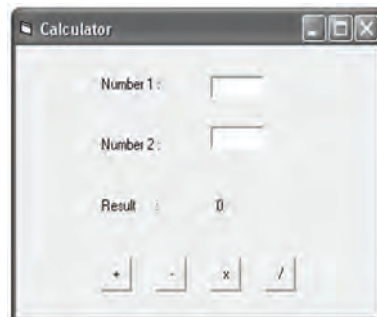 Calculator
Number 1 :
Number 2 :
Result : 0
+ - x /